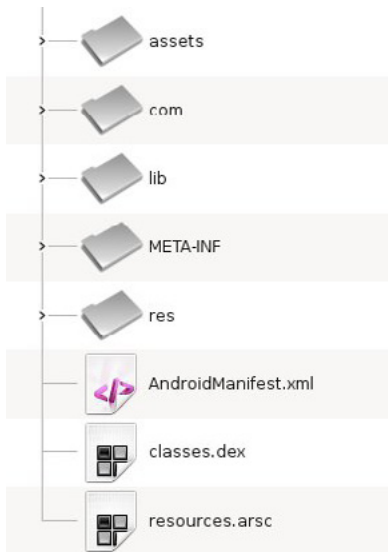 assets
com
lib
META-INF
res
AndroidManifest.xml
classes.dex
resources.arsc